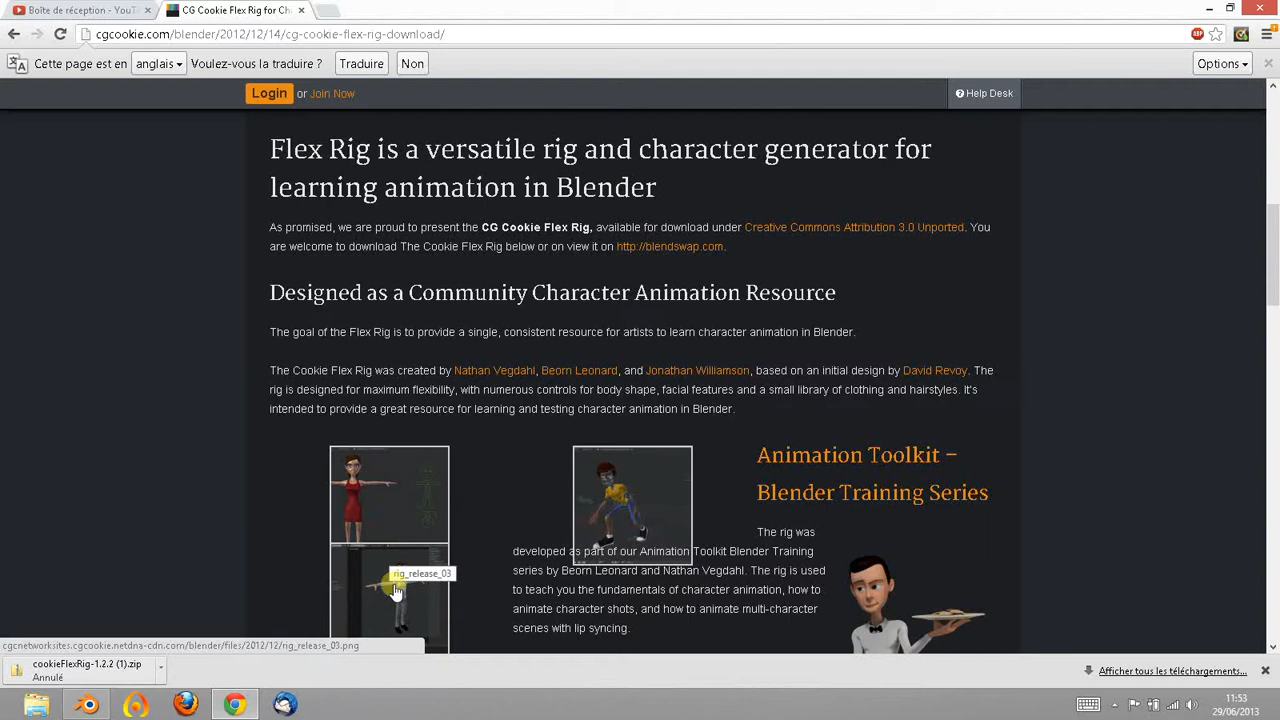 Boîte de réception - YouT
CG Cookie Flex Rig for Ch
cgcookie.com/blender/2012/12/14/cg-cookie-flex-rig-download/
ABP
Cette page est en anglais Voulez-vous la traduire ? Traduire Non Options
Login or Join Now
Help Desk
Flex Rig is a versatile rig and character generator for
learning animation in Blender
As promised, we are proud to present the CG Cookie Flex Rig, available for download under Creative Commons Attribution 3.0 Unported. You
are welcome to download The Cookie Flex Rig below or on view it on http://blendswap.com.
Designed as a Community Character Animation Resource
The goal of the Flex Rig is to provide a single, consistent resource for artists to learn character animation in Blender.
The Cookie Flex Rig was created by Nathan Vegdahl, Beorn Leonard, and Jonathan Williamson, based on an initial design by David Revoy. The
rig is designed for maximum flexibility, with numerous controls for body shape, facial features and a small library of clothing and hairstyles. It's
intended to provide a great resource for learning and testing character animation in Blender.
Animation Toolkit –
Blender Training Series
The rig was
developed as part of our Animation Toolkit Blender Training
series by Beorn Leonard and Nathan Vegdahl. The rig is used
to teach you the fundamentals of character animation, how to
animate character shots, and how to animate multi-character
scenes with lip syncing.
rig_release_03
cgcnetworksites.cgcookie.netdna-cdn.com/blender/files/2012/12/rig_release_03.png
cookieFlexRig-1.2.2 (1).zip
Annulé
Afficher tous les téléchargements...
11:53
29/06/2013